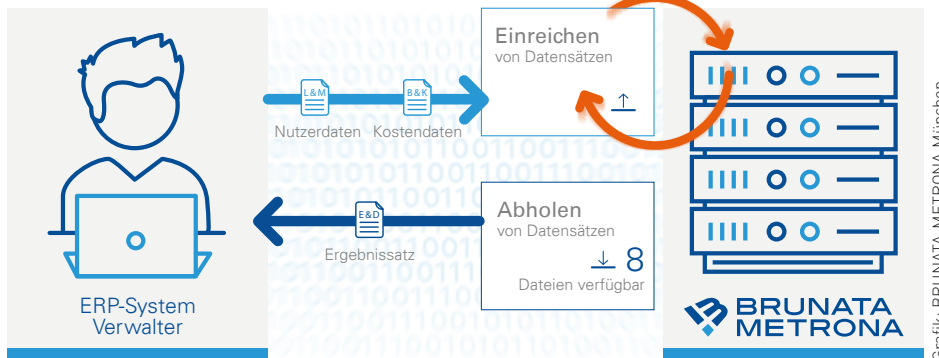 Einreichen
von Datensätzen
L&M
B&K
Nutzerdaten Kostendaten
Abholen
von Datensätzen
E&D
Ergebnissatz
8
Dateien verfügbar
ERP-System
Verwalter
BRUNATA
METRONA
Grafik: BRUNATA-METRONA München